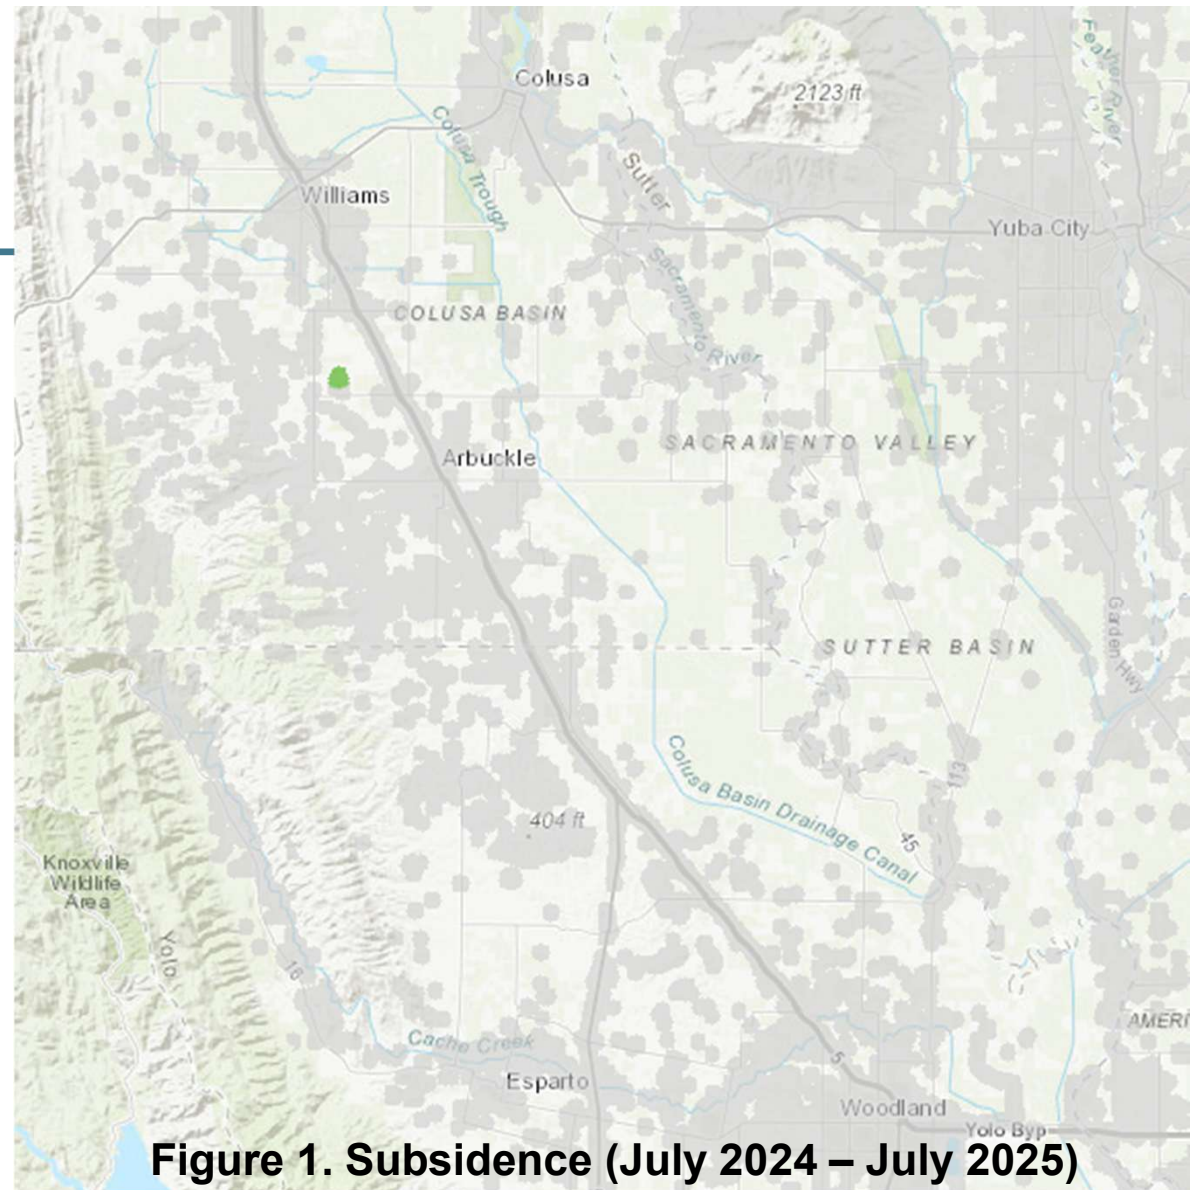 Feather River
Colusa
2123 ft
Colusa Trough
Sutter
Williams
Yuba City
Sacramento River
COLUSA BASIN
SACRAMENTO VALLEY
Arbuckle
Garden Hwy
SUTTER BASIN
Colusa Basin Drainage Canal
113
404 ft
45
Knoxville
Wildlife
Area
Yolo
16
AMERI
Cache Creek
5
Esparto
Woodland
Yolo Byp
Figure 1. Subsidence (July 2024 – July 2025)